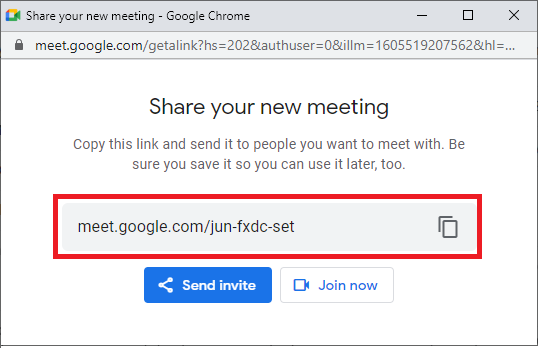 Share your new meeting - Google Chrome
meet.google.com/getalink?hs=202&authuser=0&illm=1605519207562&hl=...
Share your new meeting
Copy this link and send it to people you want to meet with. Be
sure you save it so you can use it later, too.
meet.google.com/jun-fxdc-set
Send invite
Join now